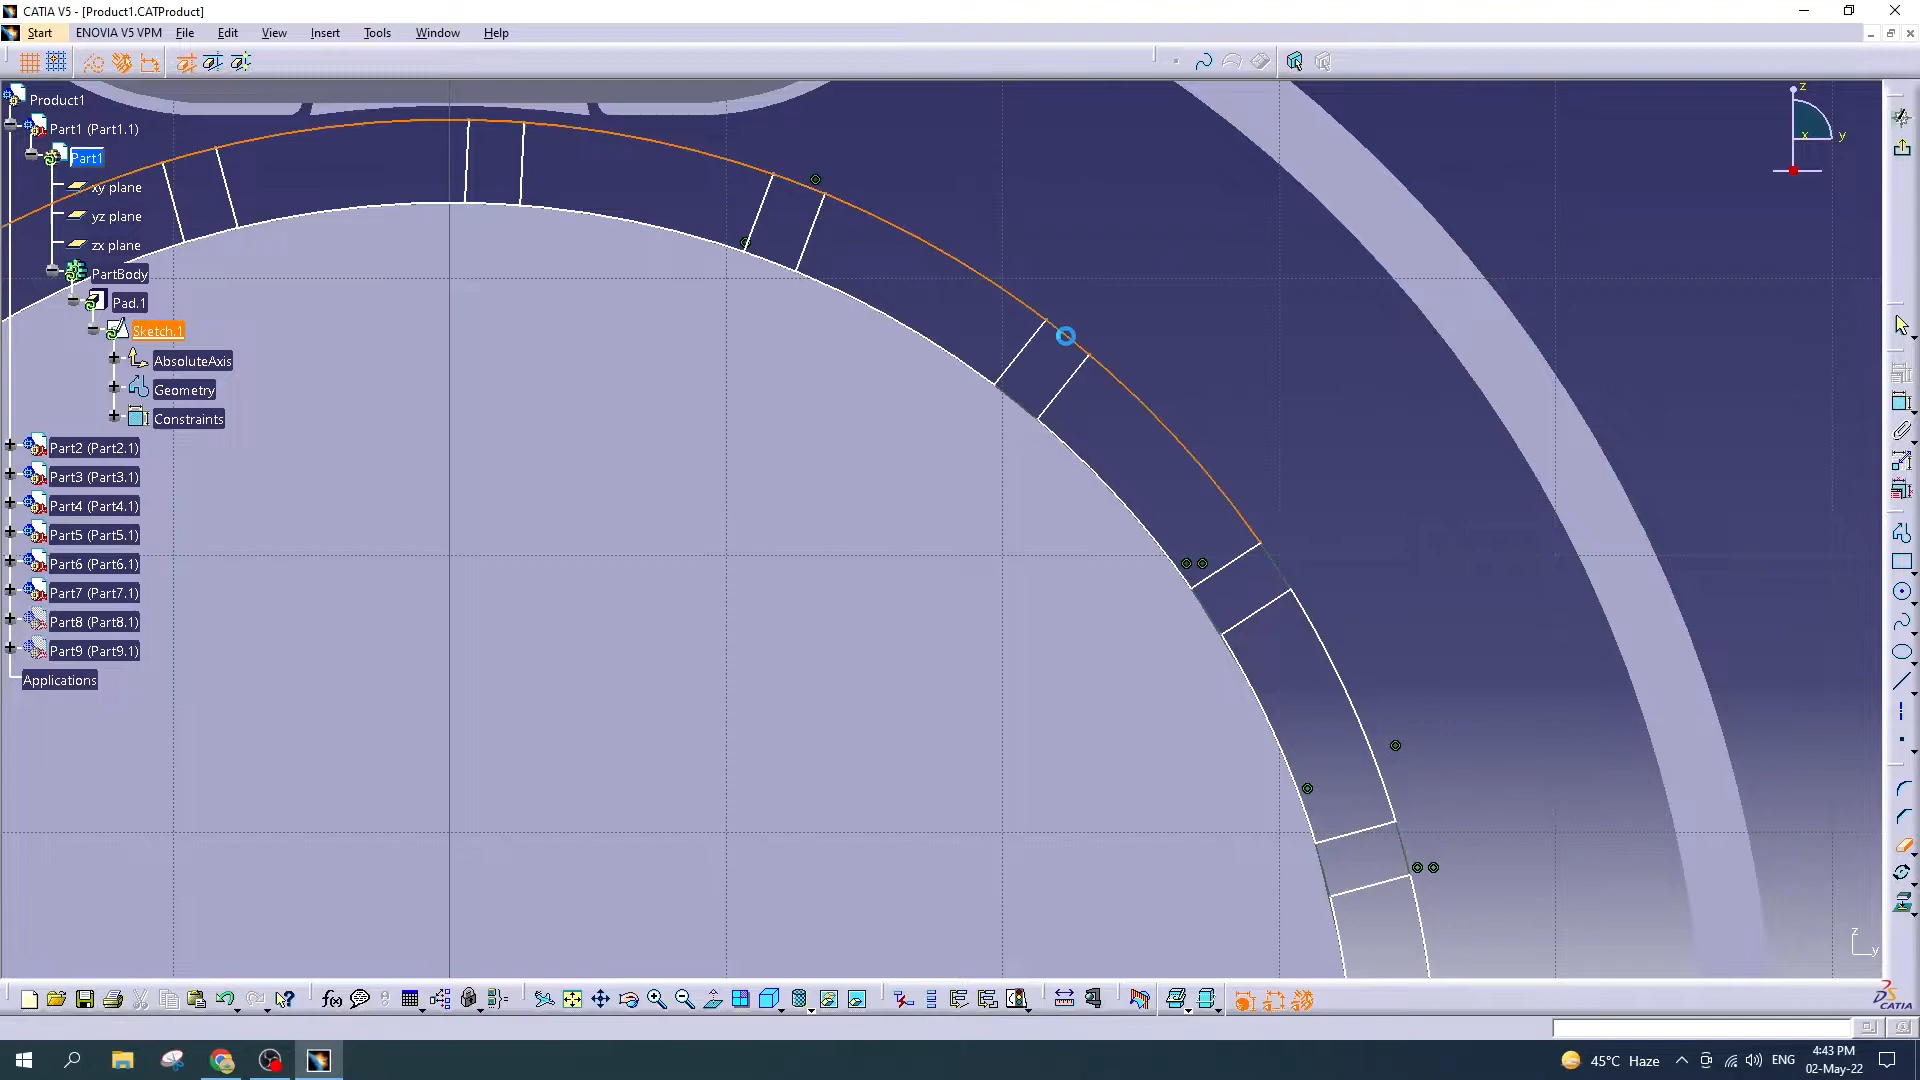 CATIA V5 - [Product1.CATProduct]
Start ENOVIA V5 VPM File Edit View Insert Tools Window Help
Product1
Part1 (Part1.1)
Part1
xy plane
yz plane
zx plane
PartBody
Pad.1
Sketch.1
AbsoluteAxis
Geometry
Constraints
Part2 (Part2.1)
Part3 (Part3.1)
Part4 (Part4.1)
Part5 (Part5.1)
Part6 (Part6.1)
Part7 (Part7.1)
Part8 (Part8.1)
Part9 (Part9.1)
Applications
z
x
y
z
y
f(x)
CATIA
45°C Haze
ENG
4:43 PM
02-May-22